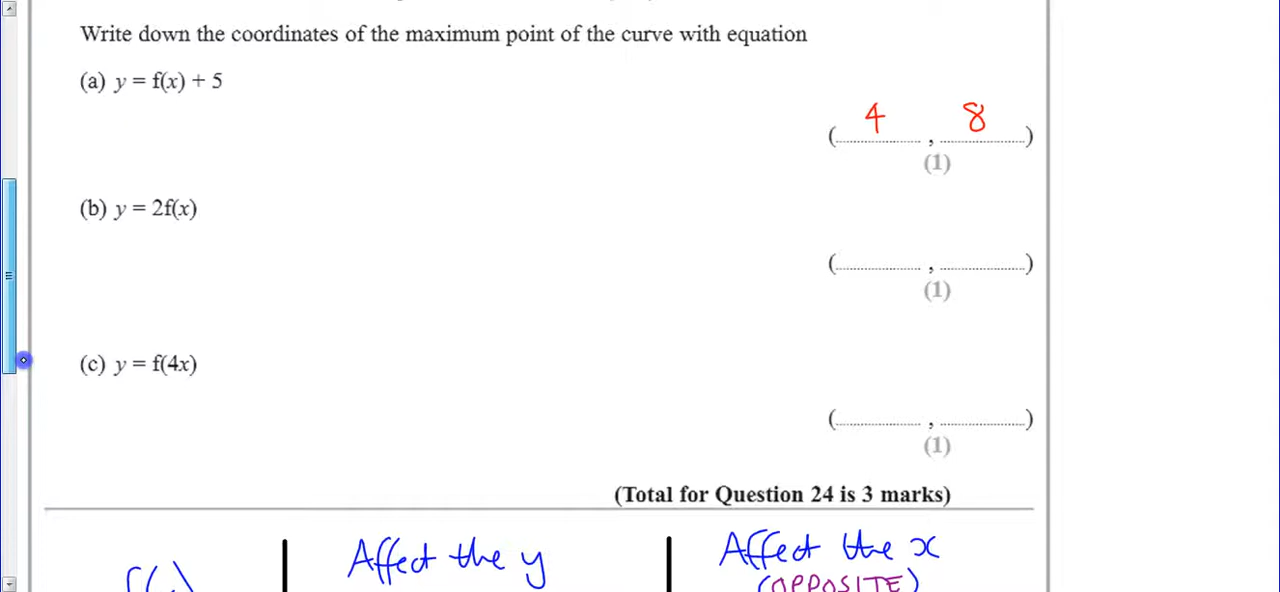 Write down the coordinates of the maximum point of the curve with equation
(a) y = f(x) + 5
4 8
(.............................. , ..............................)
(1)
(b) y = 2f(x)
(.............................. , ..............................)
(1)
(c) y = f(4x)
(.............................. , ..............................)
(1)
(Total for Question 24 is 3 marks)
Affect the y
Affect the x
(OPPOSITE)